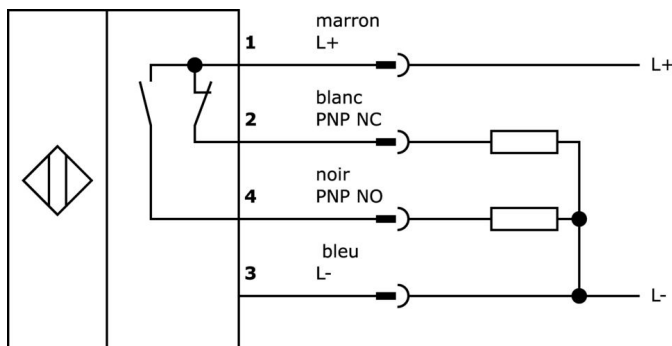 marron
1 L+
L+
blanc
2 PNP NC
noir
4 PNP NO
bleu
3 L-
L-